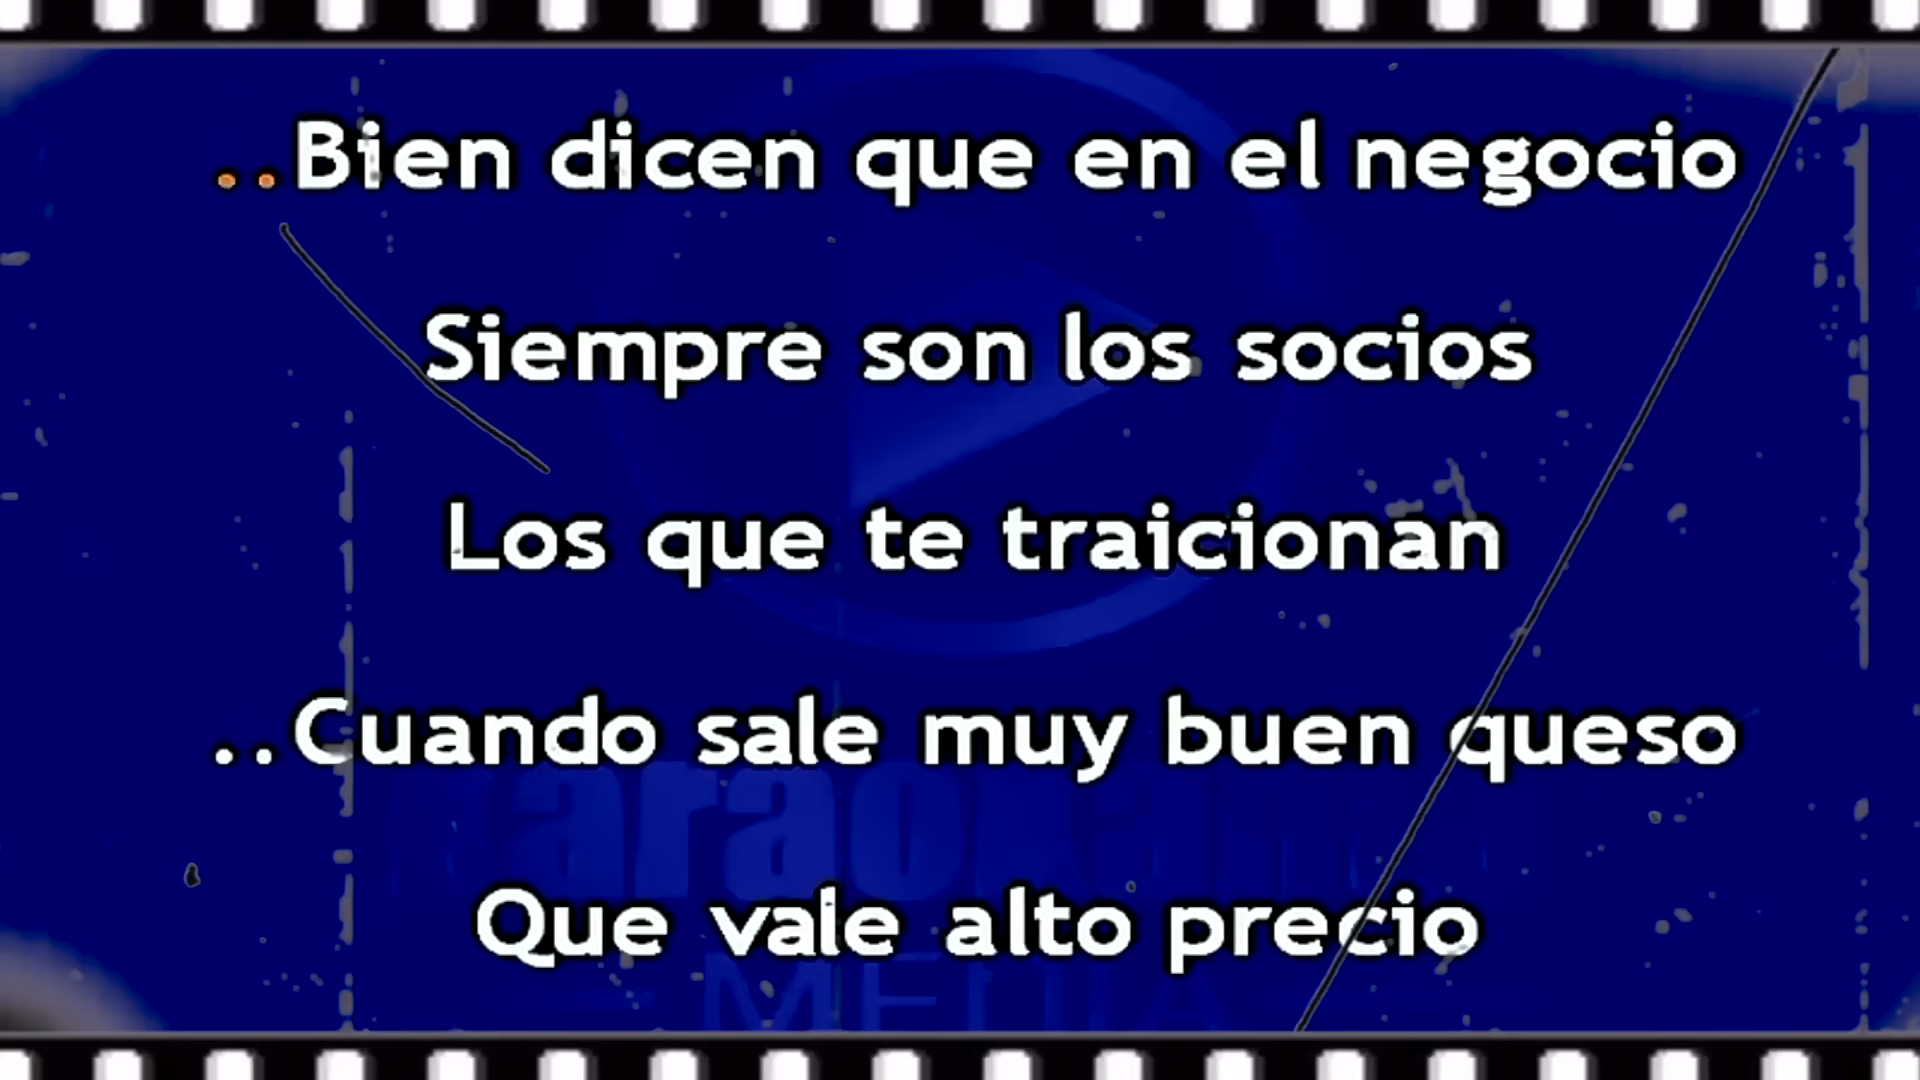 ..Bien dicen que en el negocio
Siempre son los socios
Los que te traicionan
..Cuando sale muy buen queso
Que vale alto precio
MEDIA